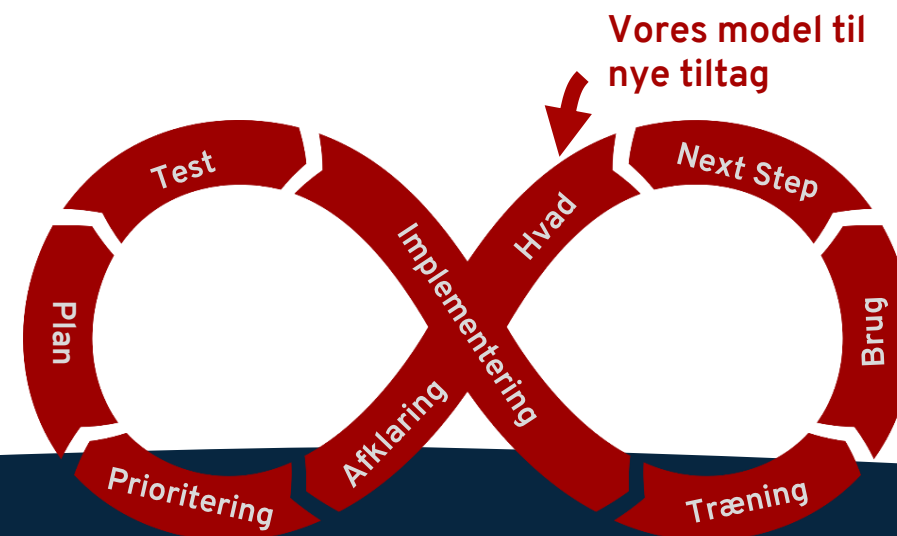 Vores model til
nye tiltag
Test
Next Step
Hvad
Implementering
Plan
Brug
Afklaring
Prioritering
Træning